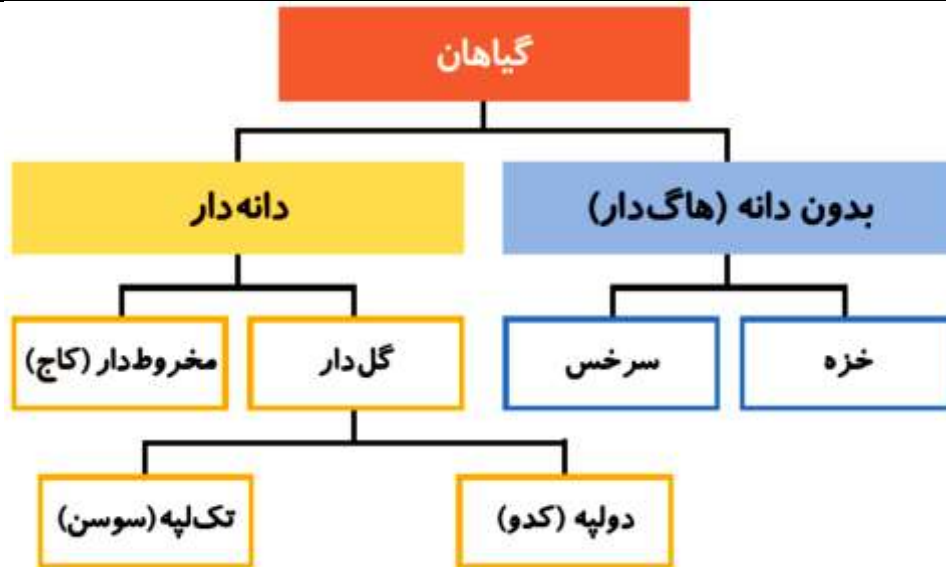 گیاهان
بدون دانه (هاگ‌دار)
دانه‌دار
خزه
سرخس
گل‌دار
مخروط‌دار (کاج)
دولپه (کدو)
تک‌لپه (سوسن)